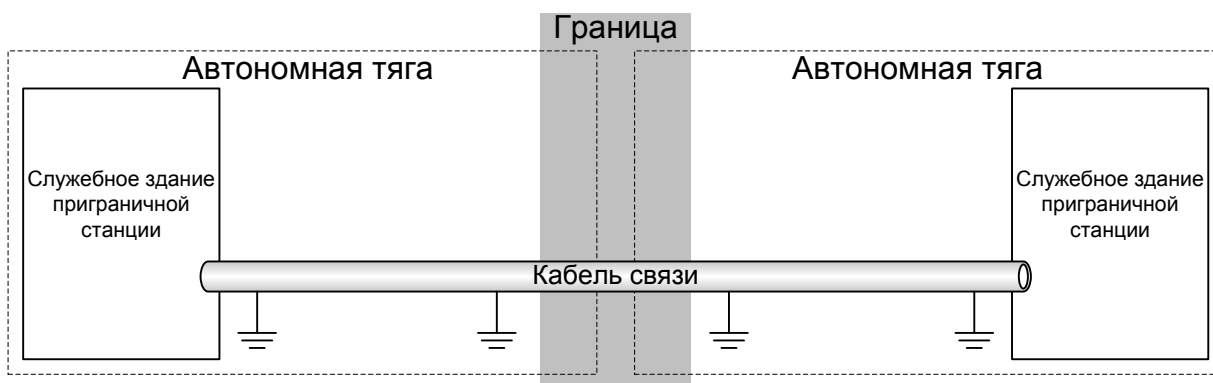 Граница
Автономная тяга
Автономная тяга
Служебное здание
приграничной
станции
Служебное здание
приграничной
станции
Кабель связи